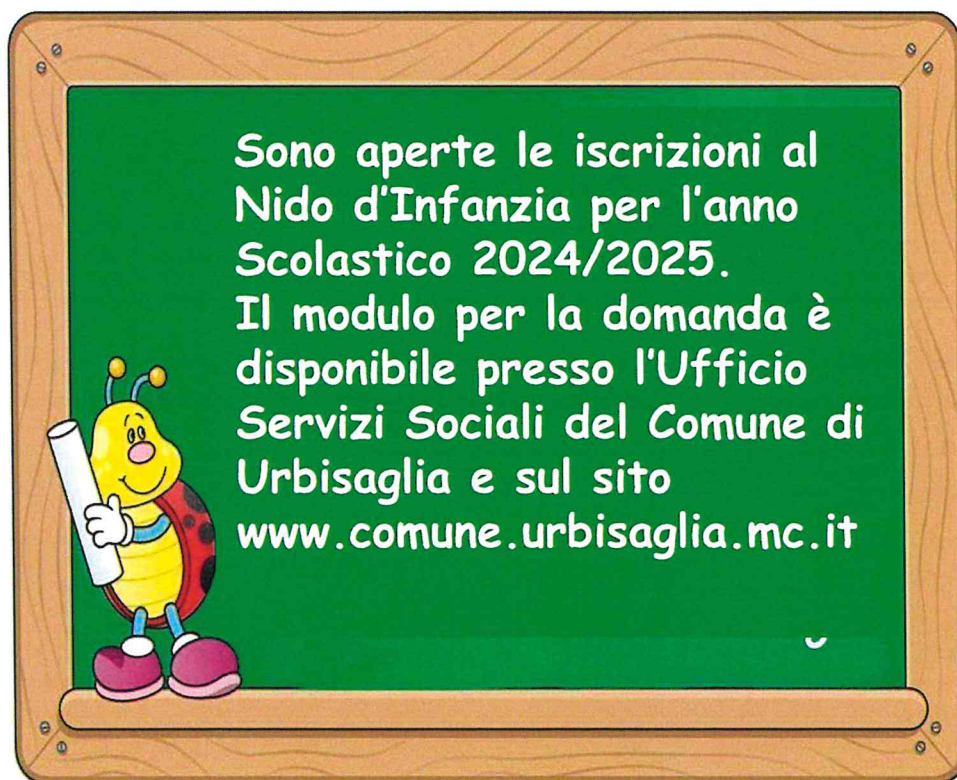 Sono aperte le iscrizioni al
Nido d'Infanzia per l'anno
Scolastico 2024/2025.
Il modulo per la domanda è
disponibile presso l'Ufficio
Servizi Sociali del Comune di
Urbisaglia e sul sito
www.comune.urbisaglia.mc.it